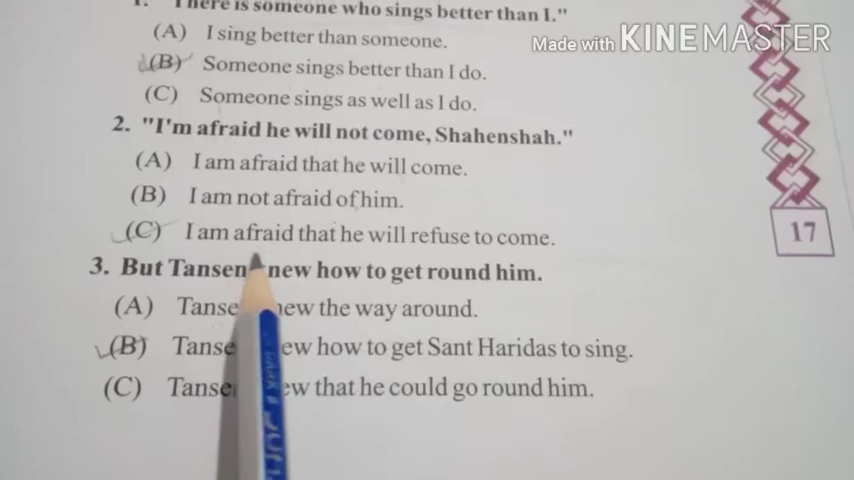 1. "There is someone who sings better than I."
(A) I sing better than someone.
Made with KINEMASTER
(B) Someone sings better than I do.
(C) Someone sings as well as I do.
2. "I'm afraid he will not come, Shahenshah."
(A) I am afraid that he will come.
(B) I am not afraid of him.
(C) I am afraid that he will refuse to come.
17
3. But Tansen new how to get round him.
(A) Tanse new the way around.
(B) Tanse ew how to get Sant Haridas to sing.
(C) Tanse ew that he could go round him.